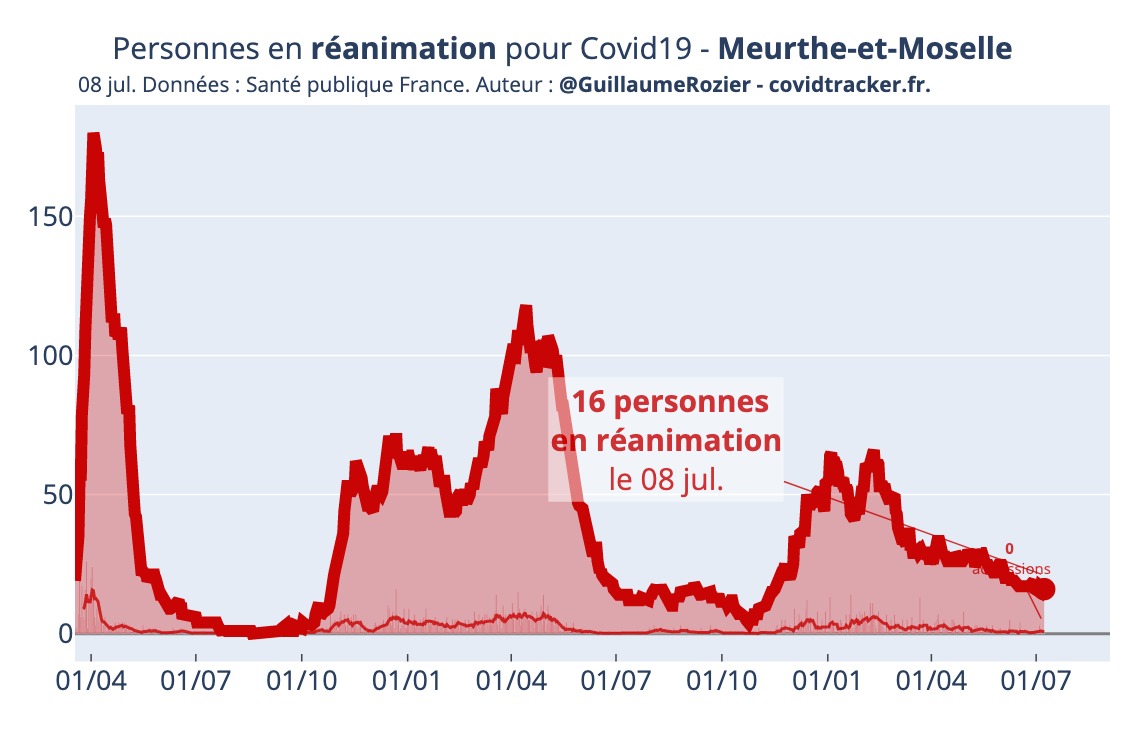 Personnes en réanimation pour Covid19 - Meurthe-et-Moselle
08 jul. Données : Santé publique France. Auteur : @GuillaumeRozier - covidtracker.fr.
150
100
50
0
16 personnes
en réanimation
le 08 jul.
0
admissions
01/04 01/07 01/10 01/01 01/04 01/07 01/10 01/01 01/04 01/07